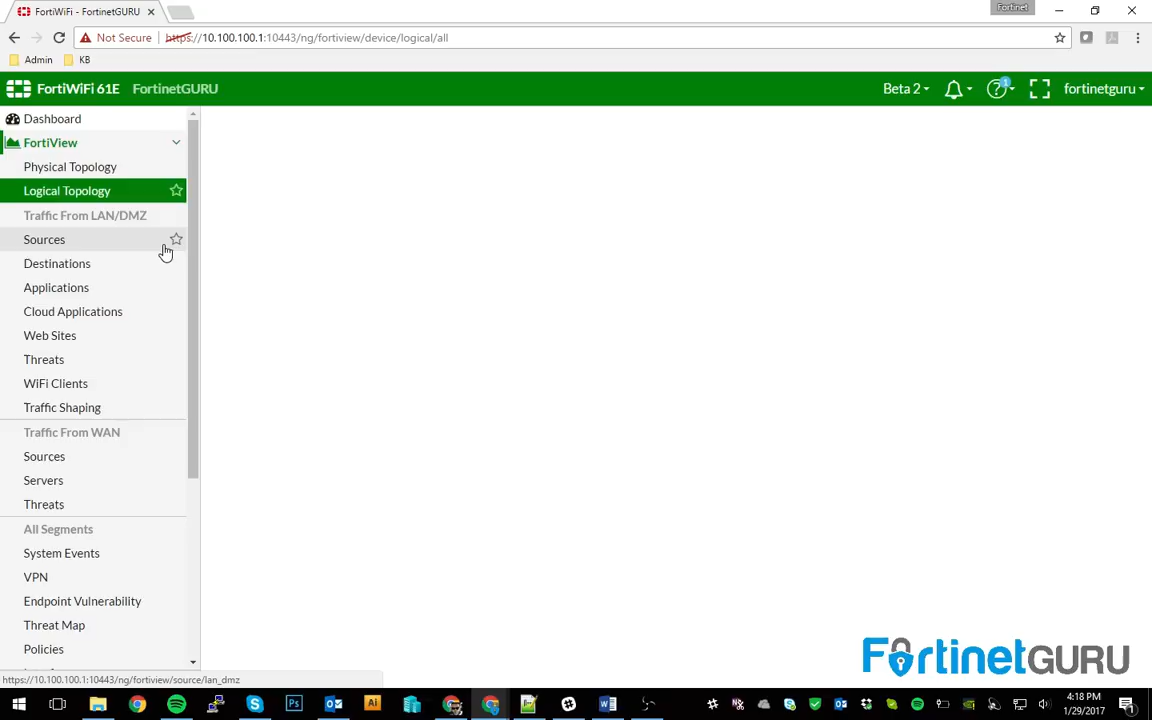 FortiWiFi - FortinetGURU
Fortinet
Not Secure
https://10.100.100.1:10443/ng/fortiview/device/logical/all
Admin
KB
FortiWiFi 61E
FortinetGURU
Beta 2
1
fortinetguru
Dashboard
FortiView
Physical Topology
Logical Topology
Traffic From LAN/DMZ
Sources
Destinations
Applications
Cloud Applications
Web Sites
Threats
WiFi Clients
Traffic Shaping
Traffic From WAN
Sources
Servers
Threats
All Segments
System Events
VPN
Endpoint Vulnerability
Threat Map
Policies
FortinetGURU
https://10.100.100.1:10443/ng/fortiview/source/lan_dmz
4:18 PM
1/29/2017